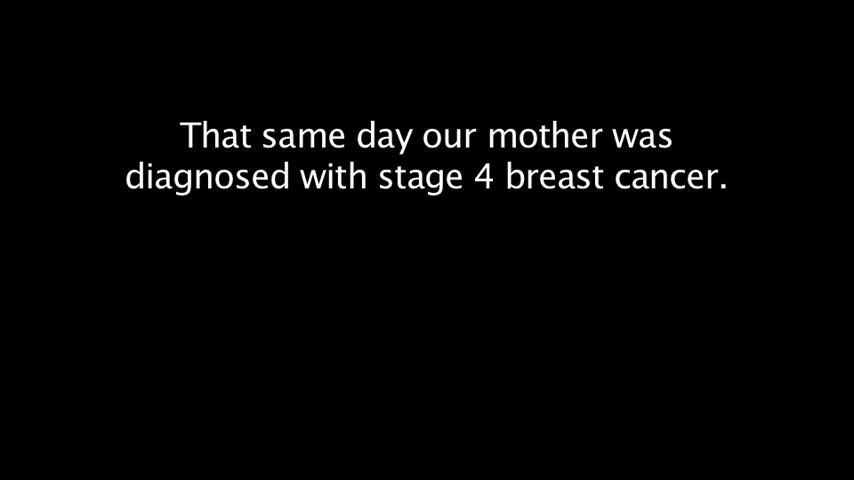 That same day our mother was
diagnosed with stage 4 breast cancer.